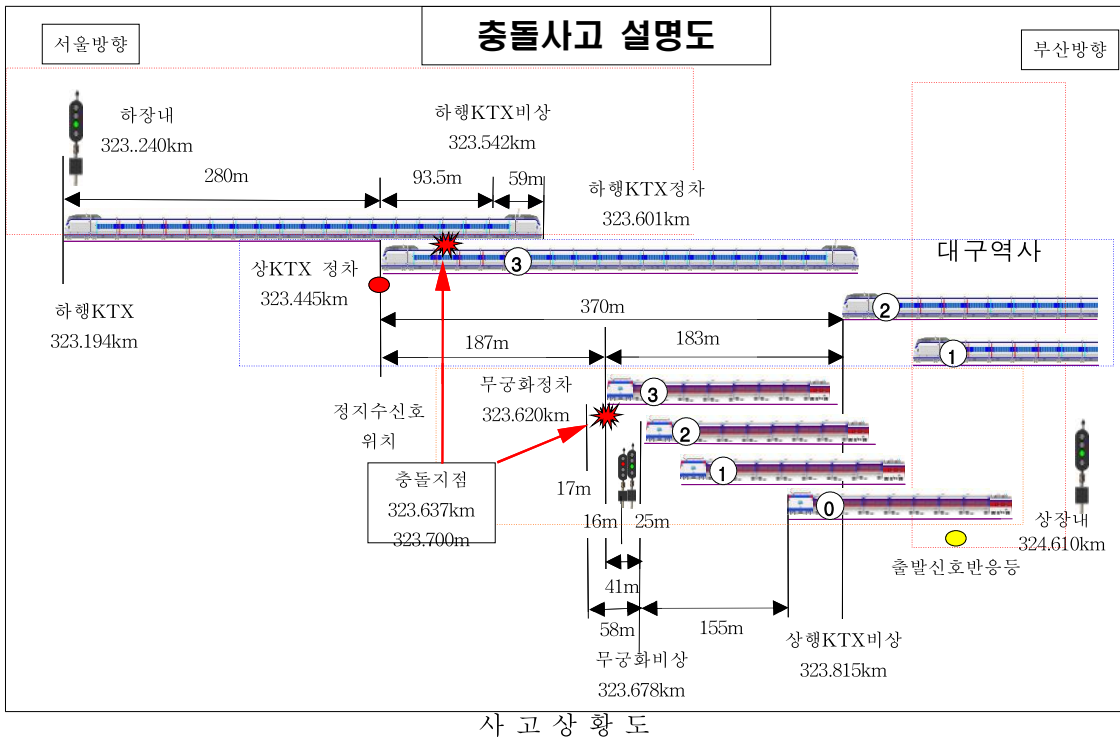 충돌사고 설명도
서울방향
부산방향
하장내
323..240km
하행KTX비상
323.542km
280m
93.5m
59m
하행KTX정차
323.601km
3
대구역사
상KTX 정차
323.445km
하행KTX
323.194km
370m
2
187m
183m
1
무궁화정차
323.620km
3
정지수신호
위치
2
충돌지점
323.637km
323.700m
1
17m
0
16m
25m
상장내
324.610km
출발신호반응등
41m
58m
155m
상행KTX비상
323.815km
무궁화비상
323.678km
사 고 상 황 도